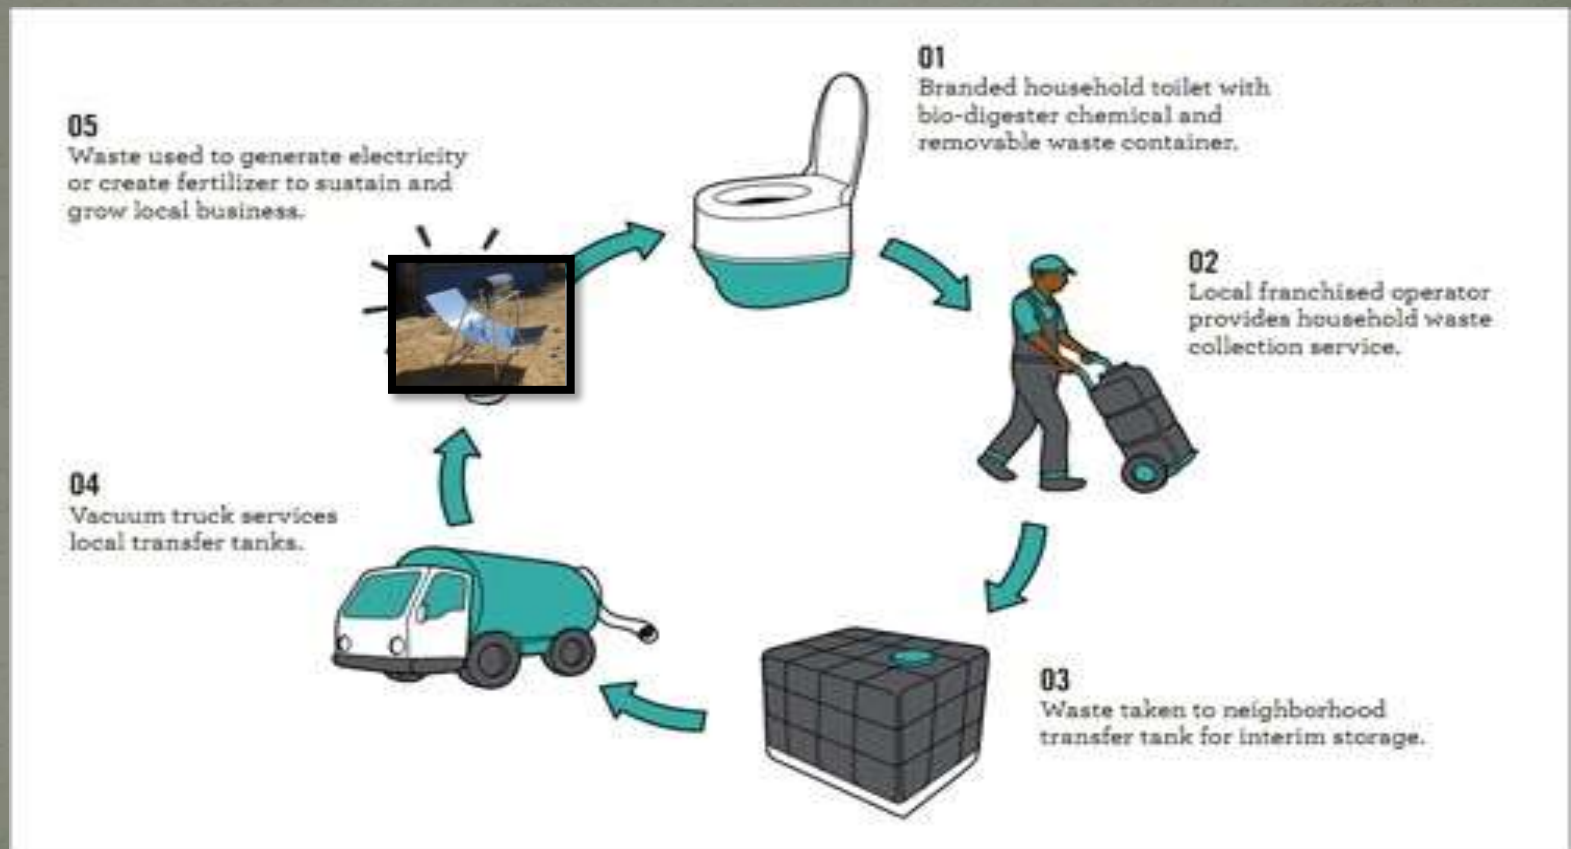 01
Branded household toilet with
bio-digester chemical and
removable waste container.
02
Local franchised operator
provides household waste
collection service.
03
Waste taken to neighborhood
transfer tank for interim storage.
04
Vacuum truck services
local transfer tanks.
05
Waste used to generate electricity
or create fertilizer to sustain and
grow local business.